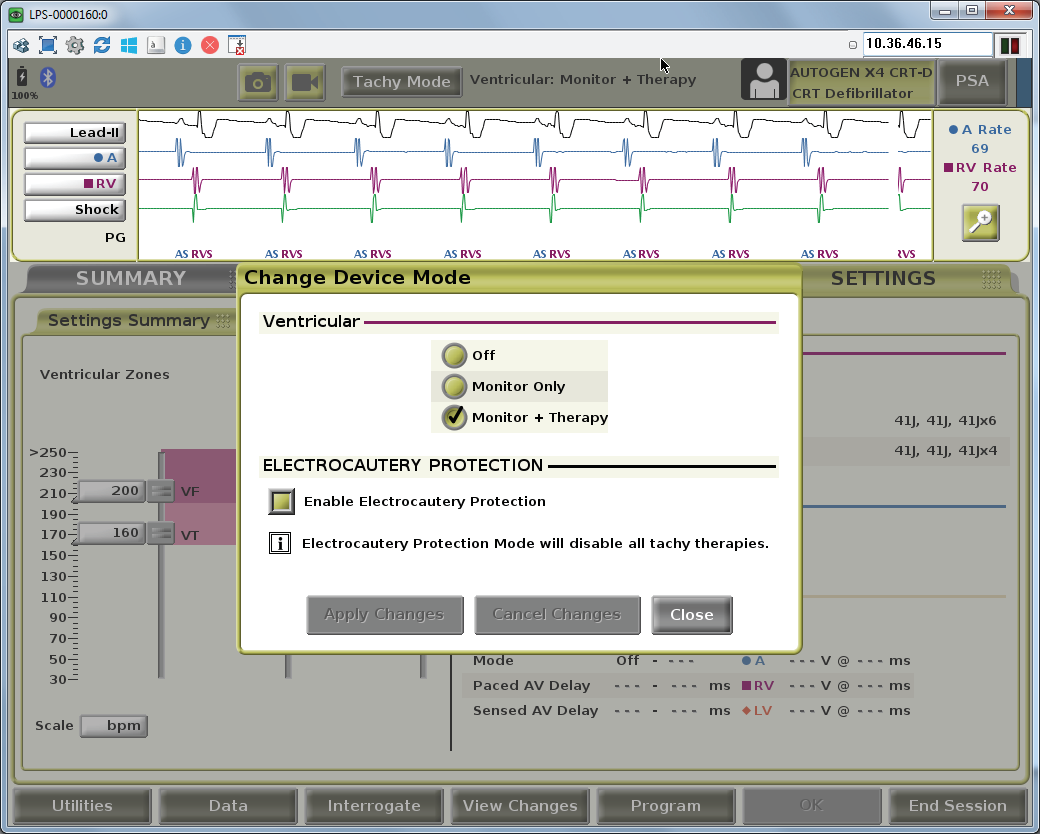 LPS-0000160:0
a
10.36.46.15
100%
Tachy Mode
Ventricular: Monitor + Therapy
AUTOGEN X4 CRT-D
CRT Defibrillator
PSA
Lead-II
A
RV
Shock
PG
AS RVS AS RVS AS RVS AS RVS AS RVS AS RVS AS RVS AS RVS RVS
A Rate
69
RV Rate
70
SUMMARY
SETTINGS
Change Device Mode
Settings Summary
Ventricular
Off
Monitor Only
Monitor + Therapy
ELECTROCAUTERY PROTECTION
Enable Electrocautery Protection
i Electrocautery Protection Mode will disable all tachy therapies.
Apply Changes
Cancel Changes
Close
Ventricular Zones
>250
230
210
190
170
150
130
110
90
70
50
30
200
VF
160
VT
41J, 41J, 41Jx6
41J, 41J, 41Jx4
Mode Off - --- A --- V @ --- ms
Paced AV Delay --- - --- ms RV --- V @ --- ms
Sensed AV Delay --- - --- ms LV --- V @ --- ms
Scale
bpm
Utilities
Data
Interrogate
View Changes
Program
OK
End Session